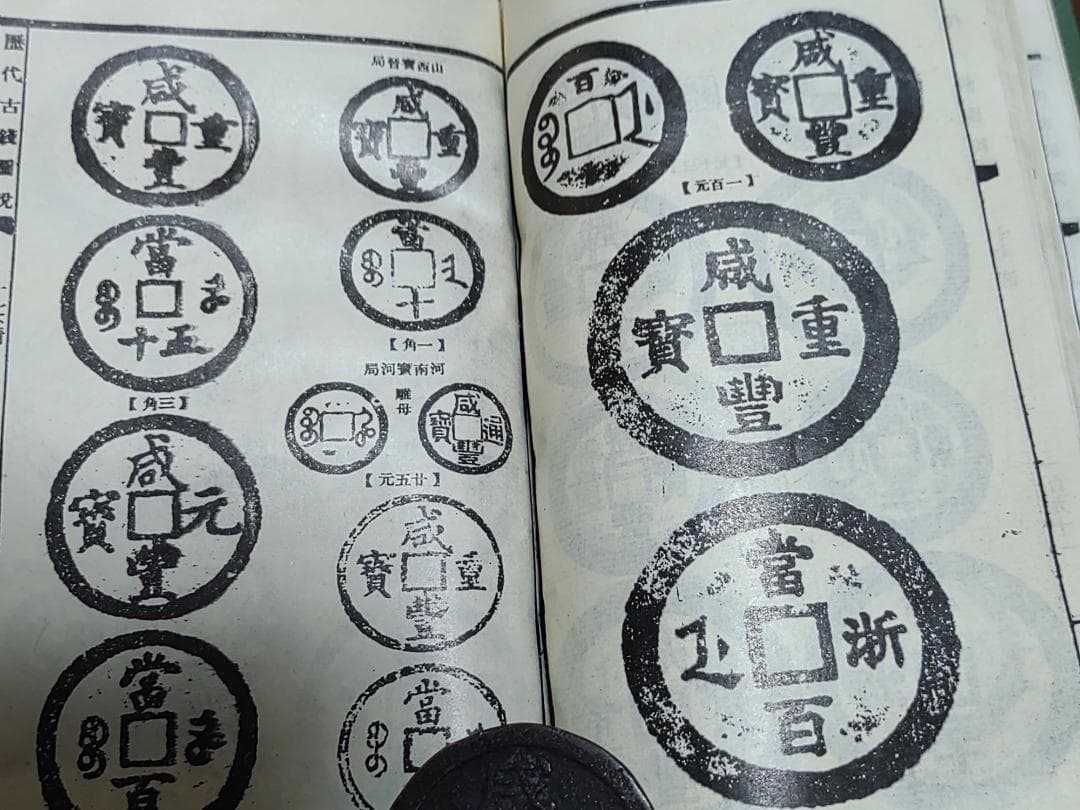 咸豐重寶
百
【一百元】
咸豐重寶
當百浙
山西寶晉局
咸豐重寶
當十
【一角】
河南寶河局
雕母
咸豐通寶
【廿五元】
咸豐重寶
當
咸豐重寶
當五十
【三角】
咸豐元寶
當百
歷代古錢圖說
咸